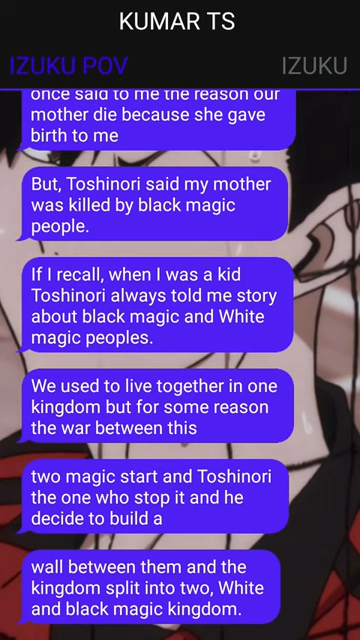 KUMAR TS
IZUKU POV
IZUKU
once said to me the reason our
mother die because she gave
birth to me
But, Toshinori said my mother
was killed by black magic
people.
If I recall, when I was a kid
Toshinori always told me story
about black magic and White
magic peoples.
We used to live together in one
kingdom but for some reason
the war between this
two magic start and Toshinori
the one who stop it and he
decide to build a
wall between them and the
kingdom split into two, White
and black magic kingdom.